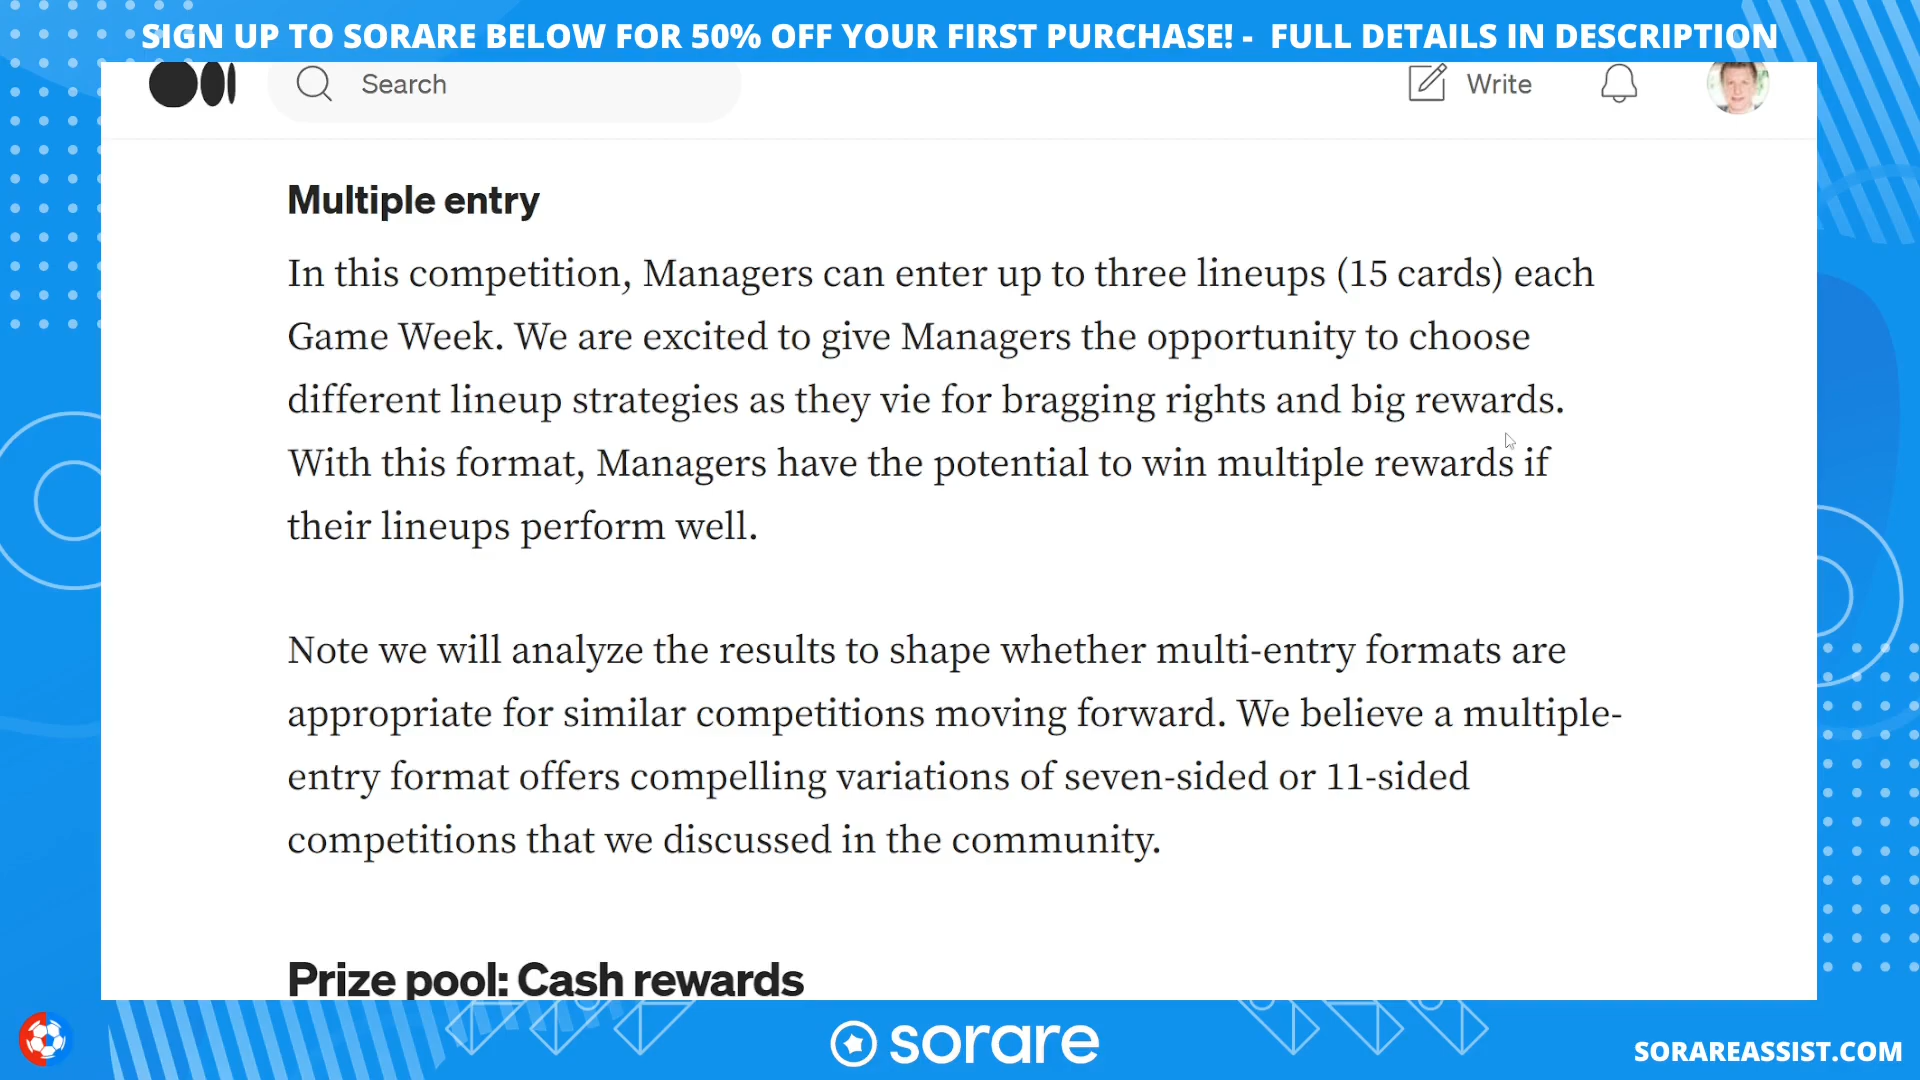 SIGN UP TO SORARE BELOW FOR 50% OFF YOUR FIRST PURCHASE! - FULL DETAILS IN DESCRIPTION
Search
Write
Multiple entry
In this competition, Managers can enter up to three lineups (15 cards) each
Game Week. We are excited to give Managers the opportunity to choose
different lineup strategies as they vie for bragging rights and big rewards.
With this format, Managers have the potential to win multiple rewards if
their lineups perform well.
Note we will analyze the results to shape whether multi-entry formats are
appropriate for similar competitions moving forward. We believe a multiple-
entry format offers compelling variations of seven-sided or 11-sided
competitions that we discussed in the community.
Prize pool: Cash rewards
sorare
SORAREASSIST.COM